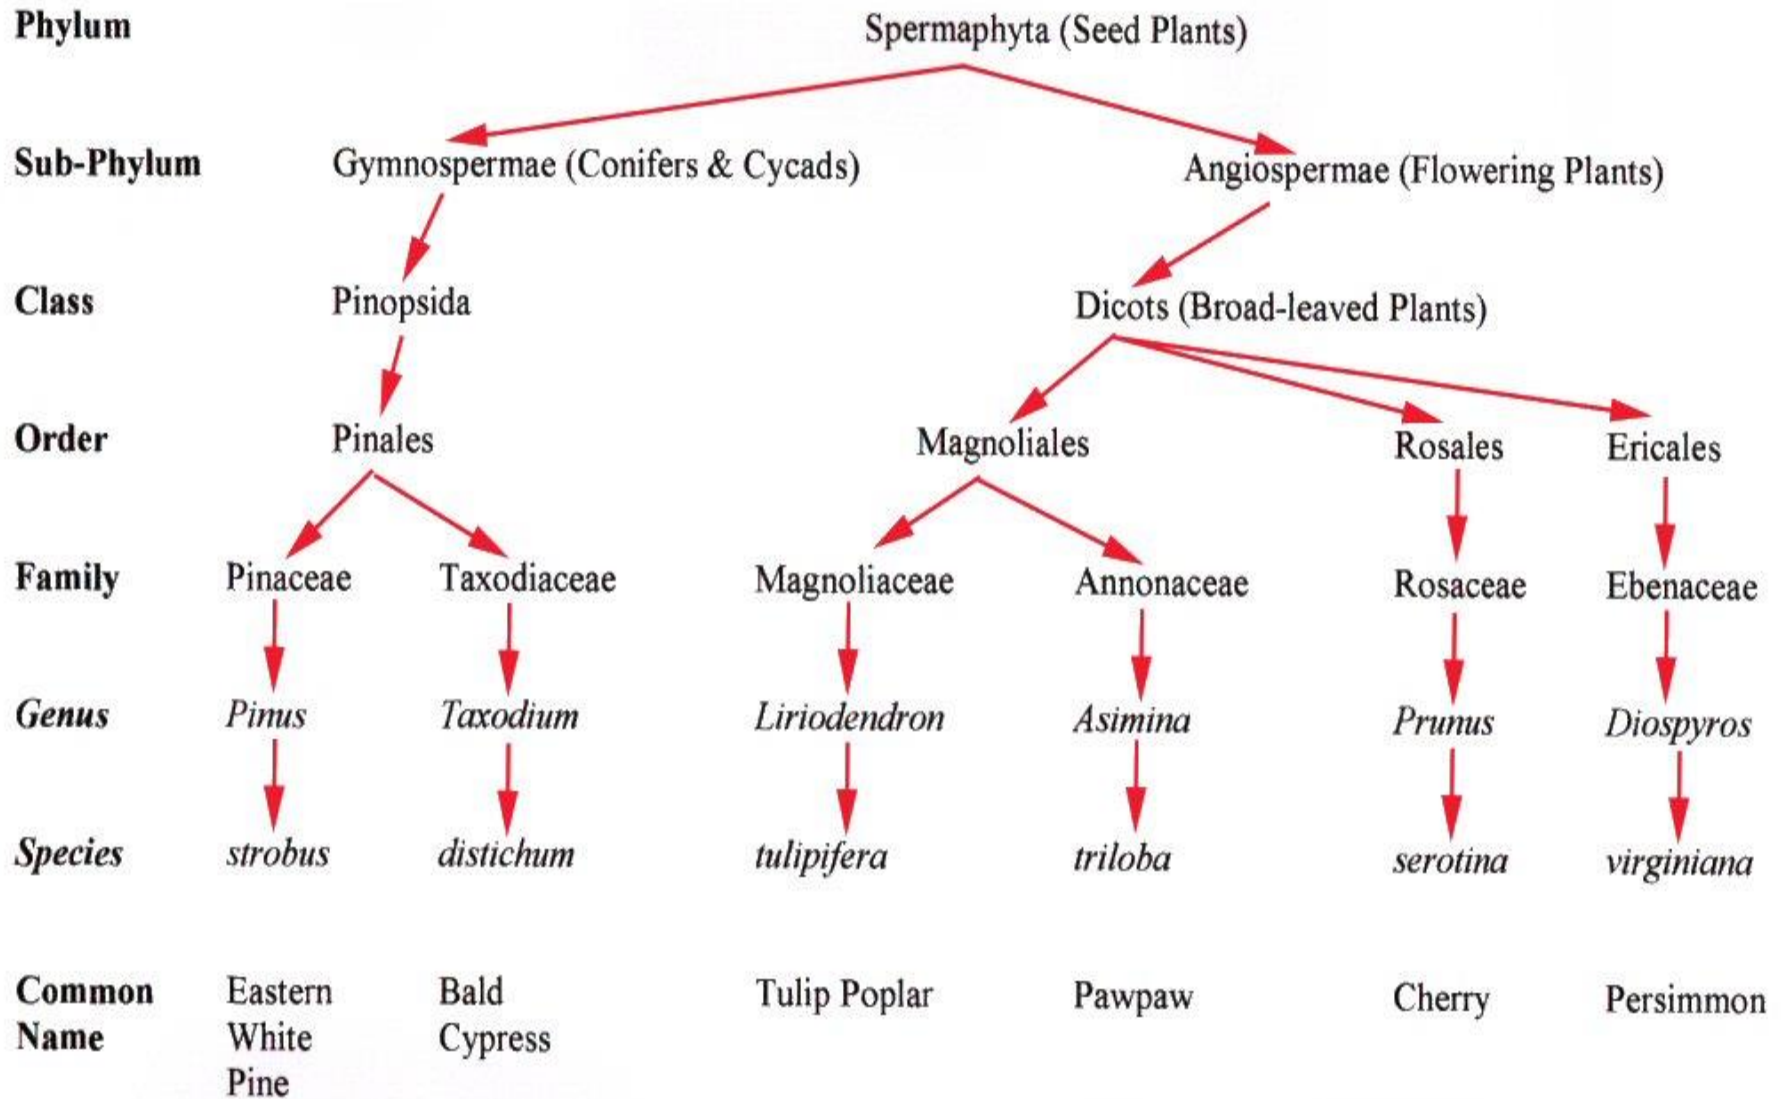 Phylum Spermaphyta (Seed Plants)
Sub-Phylum Gymnospermae (Conifers & Cycads) Angiospermae (Flowering Plants)
Class Pinopsida Dicots (Broad-leaved Plants)
Order Pinales Magnoliales Rosales Ericales
Family Pinaceae Taxodiaceae Magnoliaceae Annonaceae Rosaceae Ebenaceae
Genus Pinus Taxodium Liriodendron Asimina Prunus Diospyros
Species strobus distichum tulipifera triloba serotina virginiana
Common Eastern Bald Tulip Poplar Pawpaw Cherry Persimmon
Name White Cypress
Pine